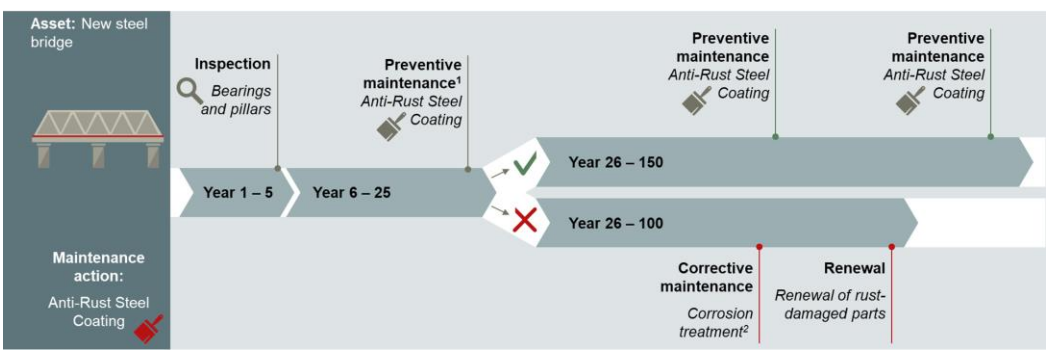 Asset: New steel
bridge
Maintenance
action:
Anti-Rust Steel
Coating
Inspection
Bearings
and pillars
Preventive
maintenance¹
Anti-Rust Steel
Coating
Preventive
maintenance
Anti-Rust Steel
Coating
Preventive
maintenance
Anti-Rust Steel
Coating
Year 1 – 5
Year 6 – 25
Year 26 – 150
Year 26 – 100
Corrective
maintenance
Corrosion
treatment²
Renewal
Renewal of rust-
damaged parts